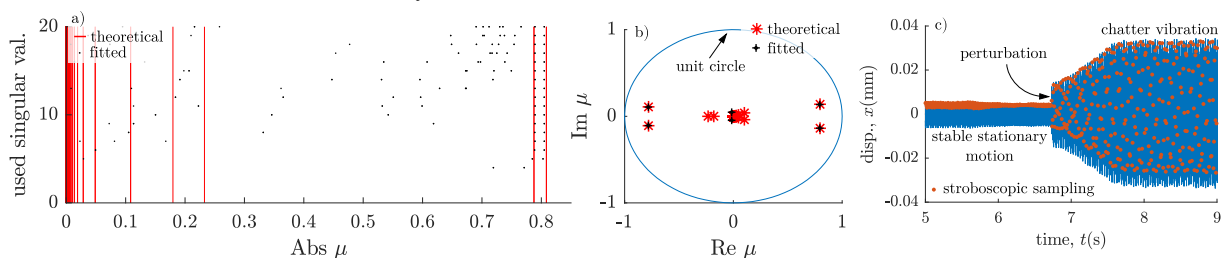 a)
20
10
0
used singular val.
theoretical
fitted
0 0.1 0.2 0.3 0.4 0.5 0.6 0.7 0.8
Abs μ
b)
1
0
-1
Im μ
theoretical
fitted
unit circle
-1 0 1
Re μ
c)
0.04
0.02
0
-0.02
-0.04
disp., x(mm)
chatter vibration
perturbation
stable stationary
motion
stroboscopic sampling
5 6 7 8 9
time, t(s)